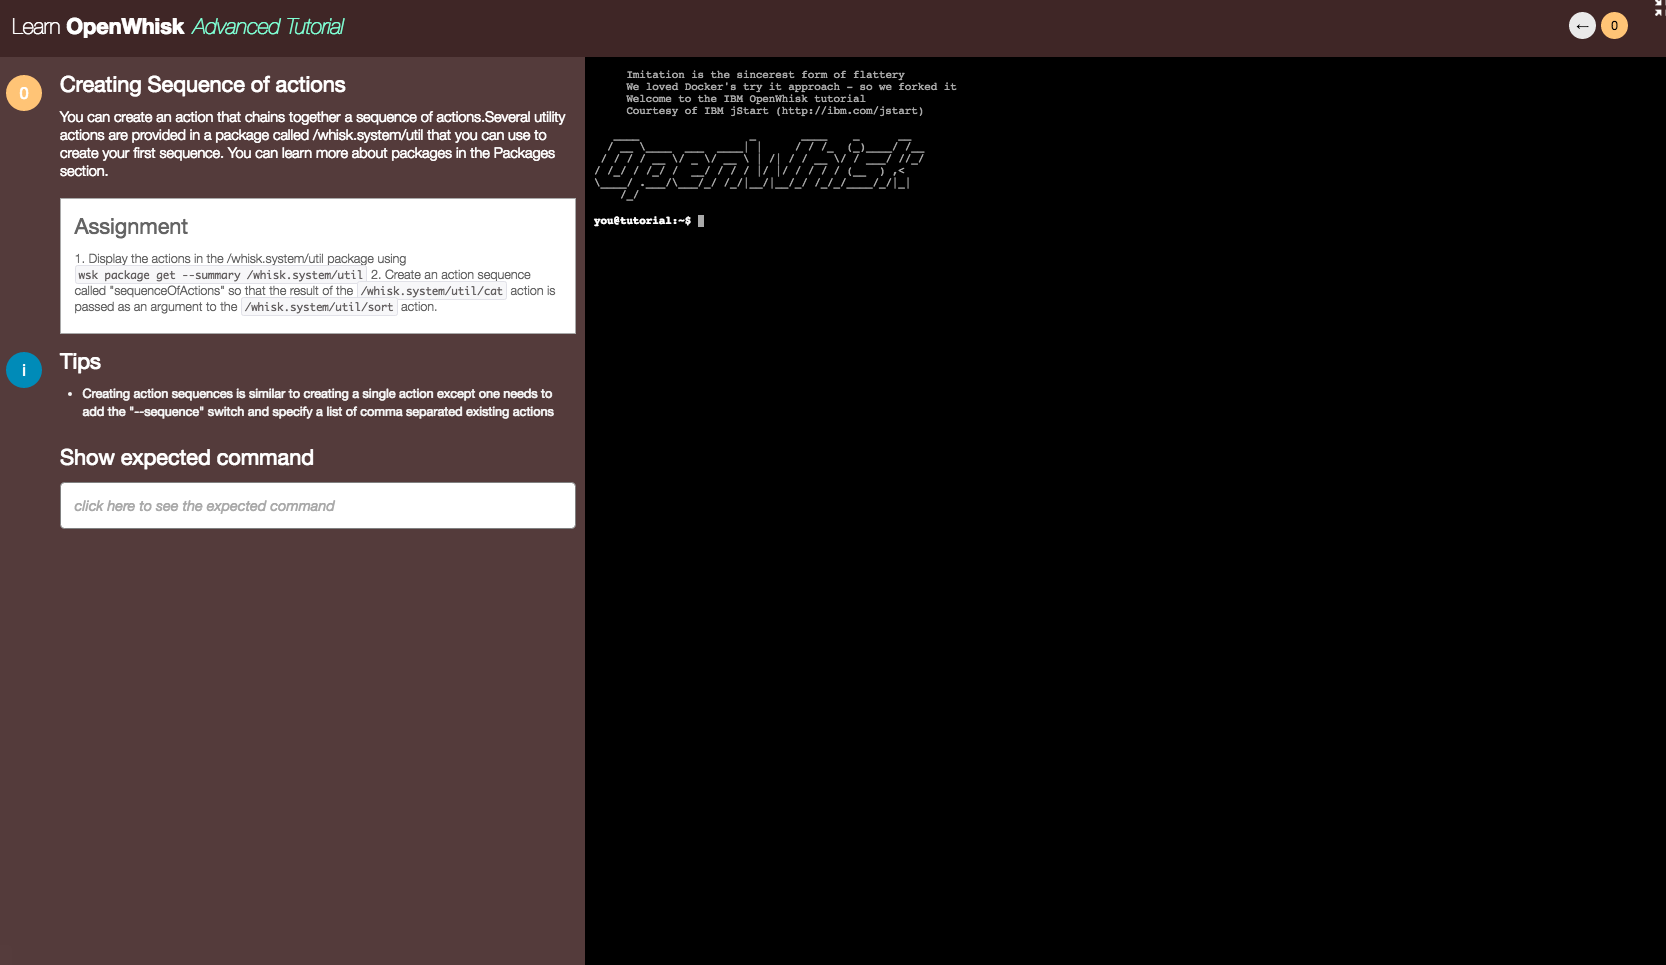 Learn OpenWhisk Advanced Tutorial
← 0
0
Creating Sequence of actions
You can create an action that chains together a sequence of actions.Several utility
actions are provided in a package called /whisk.system/util that you can use to
create your first sequence. You can learn more about packages in the Packages
section.
Assignment
1. Display the actions in the /whisk.system/util package using
wsk package get --summary /whisk.system/util 2. Create an action sequence
called "sequenceOfActions" so that the result of the /whisk.system/util/cat action is
passed as an argument to the /whisk.system/util/sort action.
i
Tips
• Creating action sequences is similar to creating a single action except one needs to
add the "--sequence" switch and specify a list of comma separated existing actions
Show expected command
click here to see the expected command
Imitation is the sincerest form of flattery
We loved Docker's try it approach - so we forked it
Welcome to the IBM OpenWhisk tutorial
Courtesy of IBM jStart (http://ibm.com/jstart)
OpenWhisk
you@tutorial:~$